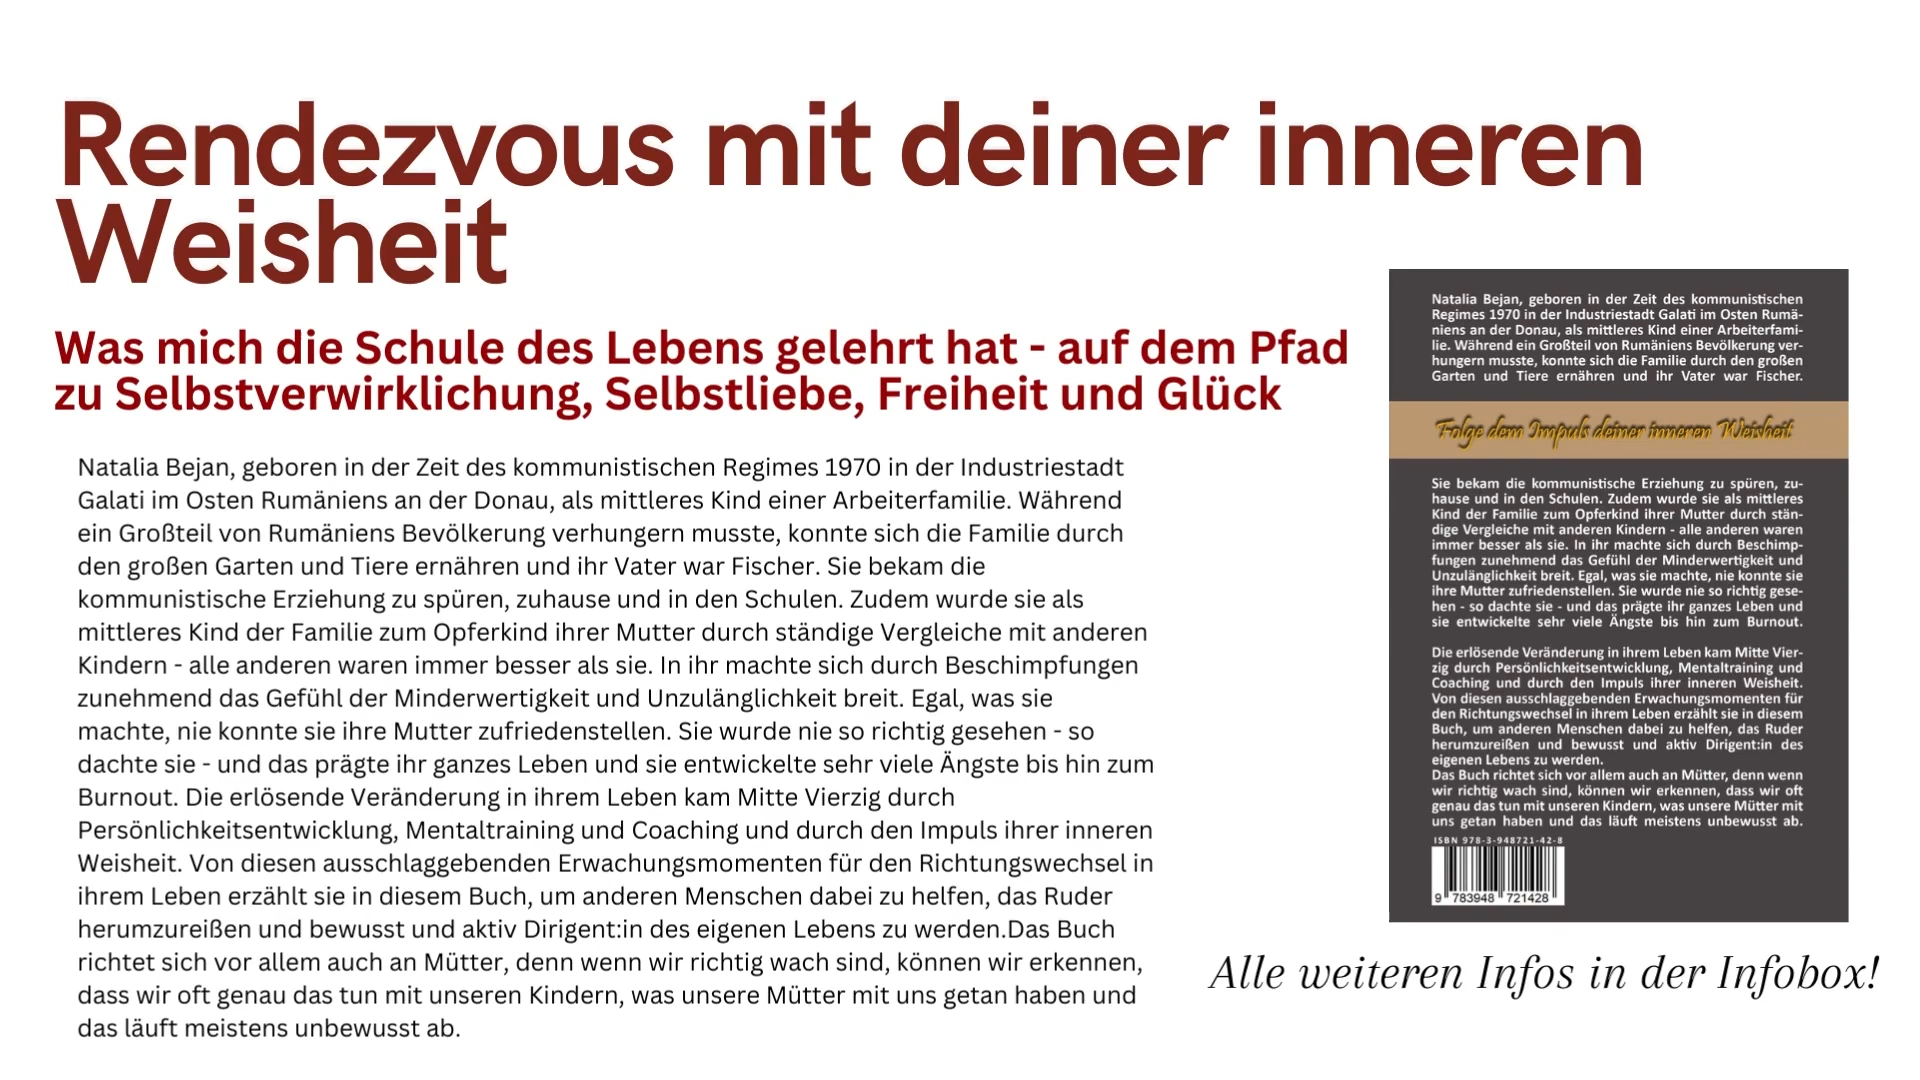 Rendezvous mit deiner inneren
Weisheit
Was mich die Schule des Lebens gelehrt hat - auf dem Pfad
zu Selbstverwirklichung, Selbstliebe, Freiheit und Glück
Natalia Bejan, geboren in der Zeit des kommunistischen Regimes 1970 in der Industriestadt
Galati im Osten Rumäniens an der Donau, als mittleres Kind einer Arbeiterfamilie. Während
ein Großteil von Rumäniens Bevölkerung verhungern musste, konnte sich die Familie durch
den großen Garten und Tiere ernähren und ihr Vater war Fischer. Sie bekam die
kommunistische Erziehung zu spüren, zuhause und in den Schulen. Zudem wurde sie als
mittleres Kind der Familie zum Opferkind ihrer Mutter durch ständige Vergleiche mit anderen
Kindern - alle anderen waren immer besser als sie. In ihr machte sich durch Beschimpfungen
zunehmend das Gefühl der Minderwertigkeit und Unzulänglichkeit breit. Egal, was sie
machte, nie konnte sie ihre Mutter zufriedenstellen. Sie wurde nie so richtig gesehen - so
dachte sie - und das prägte ihr ganzes Leben und sie entwickelte sehr viele Ängste bis hin zum
Burnout. Die erlösende Veränderung in ihrem Leben kam Mitte Vierzig durch
Persönlichkeitsentwicklung, Mentaltraining und Coaching und durch den Impuls ihrer inneren
Weisheit. Von diesen ausschlaggebenden Erwachungsmomenten für den Richtungswechsel in
ihrem Leben erzählt sie in diesem Buch, um anderen Menschen dabei zu helfen, das Ruder
herumzureißen und bewusst und aktiv Dirigent:in des eigenen Lebens zu werden.Das Buch
richtet sich vor allem auch an Mütter, denn wenn wir richtig wach sind, können wir erkennen,
dass wir oft genau das tun mit unseren Kindern, was unsere Mütter mit uns getan haben und
das läuft meistens unbewusst ab.
Natalia Bejan, geboren in der Zeit des kommunistischen
Regimes 1970 in der Industriestadt Galati im Osten Rumä-
niens an der Donau, als mittleres Kind einer Arbeiterfami-
lie. Während ein Großteil von Rumäniens Bevölkerung ver-
hungern musste, konnte sich die Familie durch den großen
Garten und Tiere ernähren und ihr Vater war Fischer.
Folge dem Impuls deiner inneren Weisheit
Sie bekam die kommunistische Erziehung zu spüren, zu-
hause und in den Schulen. Zudem wurde sie als mittleres
Kind der Familie zum Opferkind ihrer Mutter durch stän-
dige Vergleiche mit anderen Kindern - alle anderen waren
immer besser als sie. In ihr machte sich durch Beschimp-
fungen zunehmend das Gefühl der Minderwertigkeit und
Unzulänglichkeit breit. Egal, was sie machte, nie konnte sie
ihre Mutter zufriedenstellen. Sie wurde nie so richtig gese-
hen - so dachte sie - und das prägte ihr ganzes Leben und
sie entwickelte sehr viele Ängste bis hin zum Burnout.
Die erlösende Veränderung in ihrem Leben kam Mitte Vier-
zig durch Persönlichkeitsentwicklung, Mentaltraining und
Coaching und durch den Impuls ihrer inneren Weisheit.
Von diesen ausschlaggebenden Erwachungsmomenten für
den Richtungswechsel in ihrem Leben erzählt sie in diesem
Buch, um anderen Menschen dabei zu helfen, das Ruder
herumzureißen und bewusst und aktiv Dirigent:in des
eigenen Lebens zu werden.
Das Buch richtet sich vor allem auch an Mütter, denn wenn
wir richtig wach sind, können wir erkennen, dass wir oft
genau das tun mit unseren Kindern, was unsere Mütter mit
uns getan haben und das läuft meistens unbewusst ab.
ISBN 978-3-948721-42-8
9 783948 721428
Alle weiteren Infos in der Infobox!